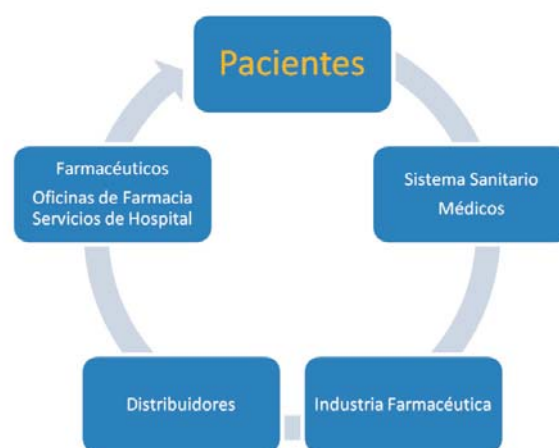 Pacientes
Sistema Sanitario
Médicos
Industria Farmacéutica
Distribuidores
Farmacéuticos
Oficinas de Farmacia
Servicios de Hospital